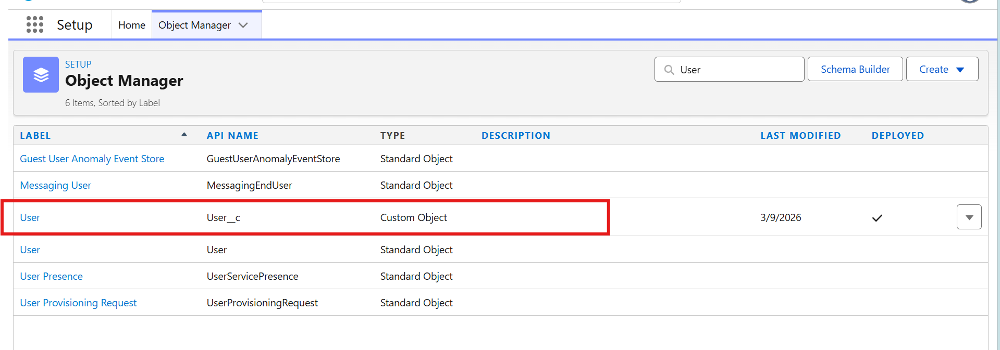 Setup Home Object Manager
SETUP
Object Manager
6 Items, Sorted by Label
User Schema Builder Create
LABEL API NAME TYPE DESCRIPTION LAST MODIFIED DEPLOYED
Guest User Anomaly Event Store GuestUserAnomalyEventStore Standard Object
Messaging User MessagingEndUser Standard Object
User User__c Custom Object 3/9/2026
User User Standard Object
User Presence UserServicePresence Standard Object
User Provisioning Request UserProvisioningRequest Standard Object